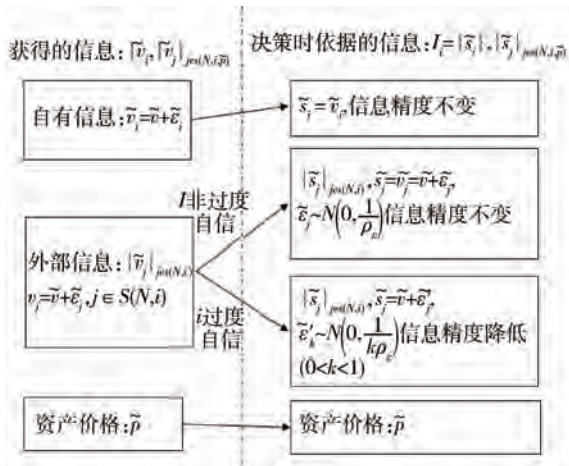 获得的信息:{ṽ_i,{ṽ_j}_{j∈s(N,i,p̃)}
决策时依据的信息:I_i={s̃_i},{s̃_j}_{j∈s(N,i,p̃)}
自有信息:ṽ_i=ṽ+ε̃_i
s̃_i=ṽ_i,信息精度不变
I非过度
自信
{s̃_j}_{j∈s(N,i)},s̃_j=ṽ_j=ṽ+ε̃_j,
ε̃_j~N(0,1/ρ_ε)信息精度不变
外部信息:{ṽ_j}_{j∈s(N,i)}
v_j=ṽ+ε̃_j,j∈S(N,i)
i过度
自信
{s̃_j}_{j∈s(N,i)},s̃_j=ṽ+ε̃'_j,
ε̃'_k~N(0,1/kρ_ε)信息精度降低
(0<k<1)
资产价格:p̃
资产价格:p̃